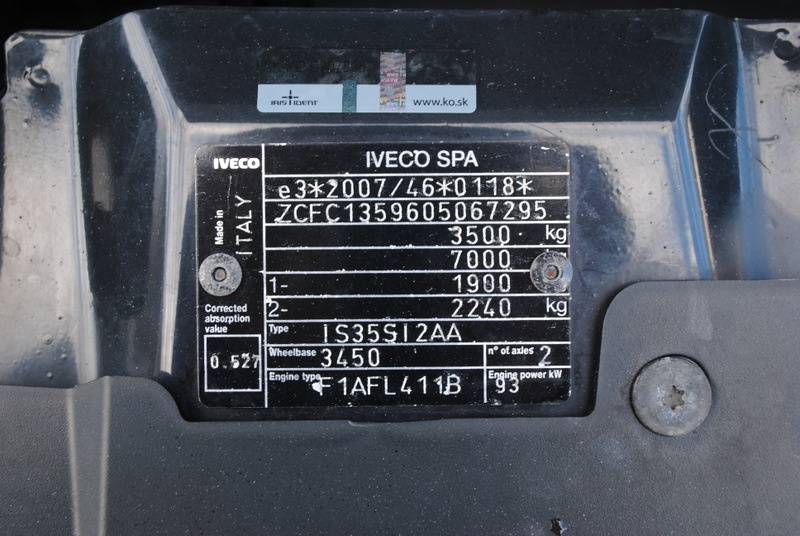 IRIS IDENT www.ko.sk
IVECO IVECO SPA
e3*2007/46*0118*
ZCFC1359605067295
Made in ITALY
3500 kg
7000
1- 1900
2- 2240 kg
Corrected absorption value
0.527
Type IS35SI2AA
Wheelbase 3450 n° of axles 2
Engine type F1AFL411B Engine power kW 93